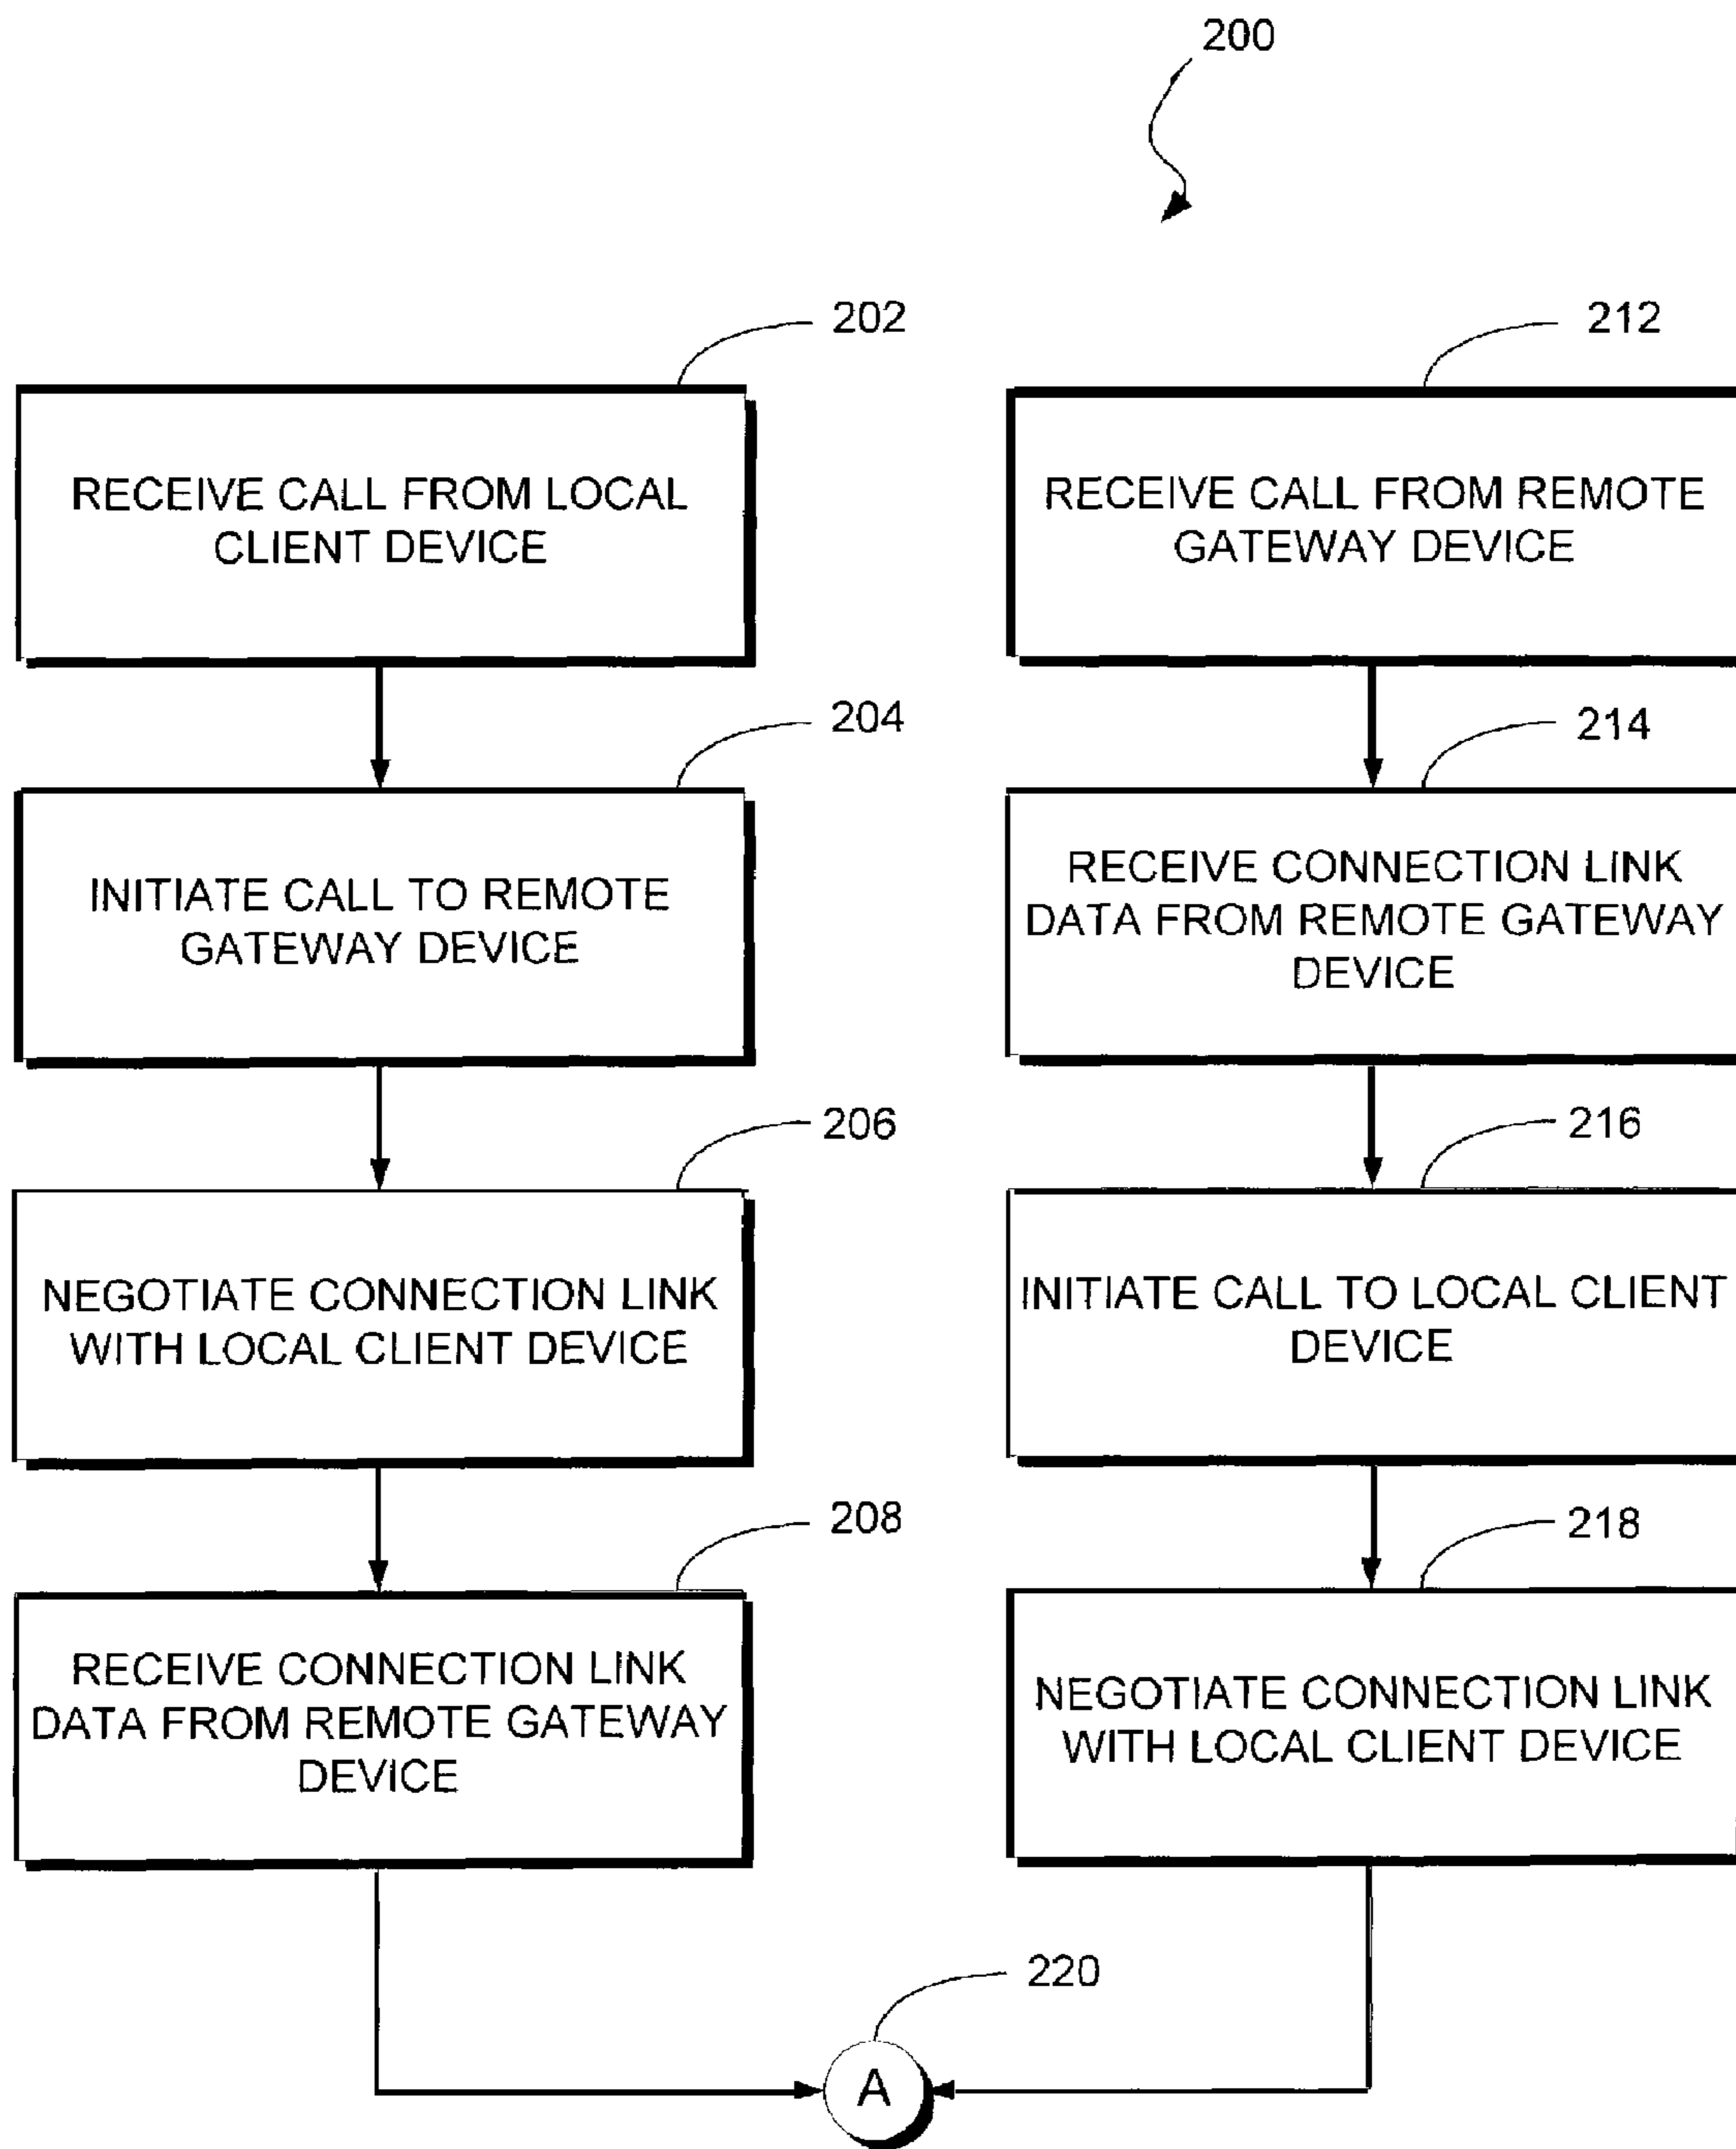 200
202
RECEIVE CALL FROM LOCAL
CLIENT DEVICE
204
INITIATE CALL TO REMOTE
GATEWAY DEVICE
206
NEGOTIATE CONNECTION LINK
WITH LOCAL CLIENT DEVICE
208
RECEIVE CONNECTION LINK
DATA FROM REMOTE GATEWAY
DEVICE
212
RECEIVE CALL FROM REMOTE
GATEWAY DEVICE
214
RECEIVE CONNECTION LINK
DATA FROM REMOTE GATEWAY
DEVICE
216
INITIATE CALL TO LOCAL CLIENT
DEVICE
218
NEGOTIATE CONNECTION LINK
WITH LOCAL CLIENT DEVICE
220
A